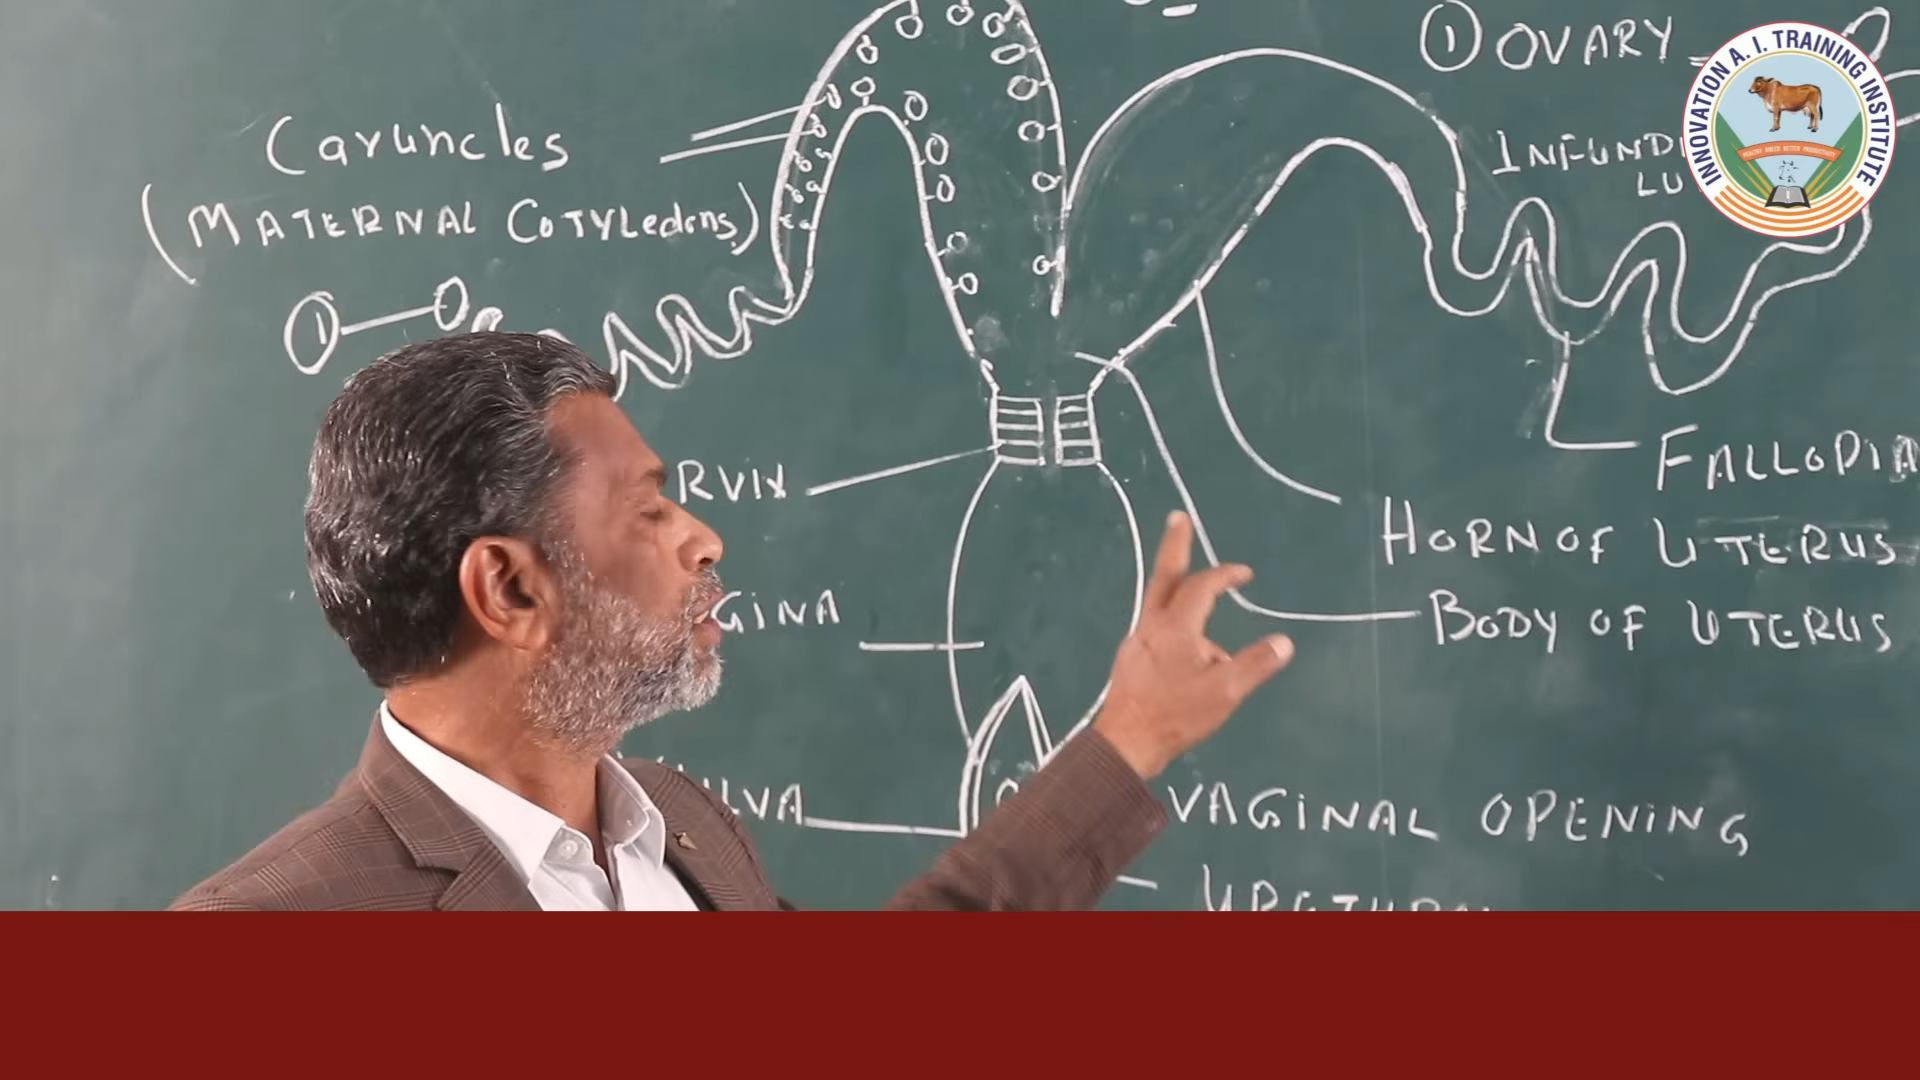 ① OVARY
Caruncles
(MATERNAL COTYLedons)
INFUNDI
LU
①
FALLOPIA
RVIX
HORN OF UTERUS
GINA
BODY OF UTERUS
LVA
VAGINAL OPENING
INNOVATION A. I. TRAINING INSTITUTE